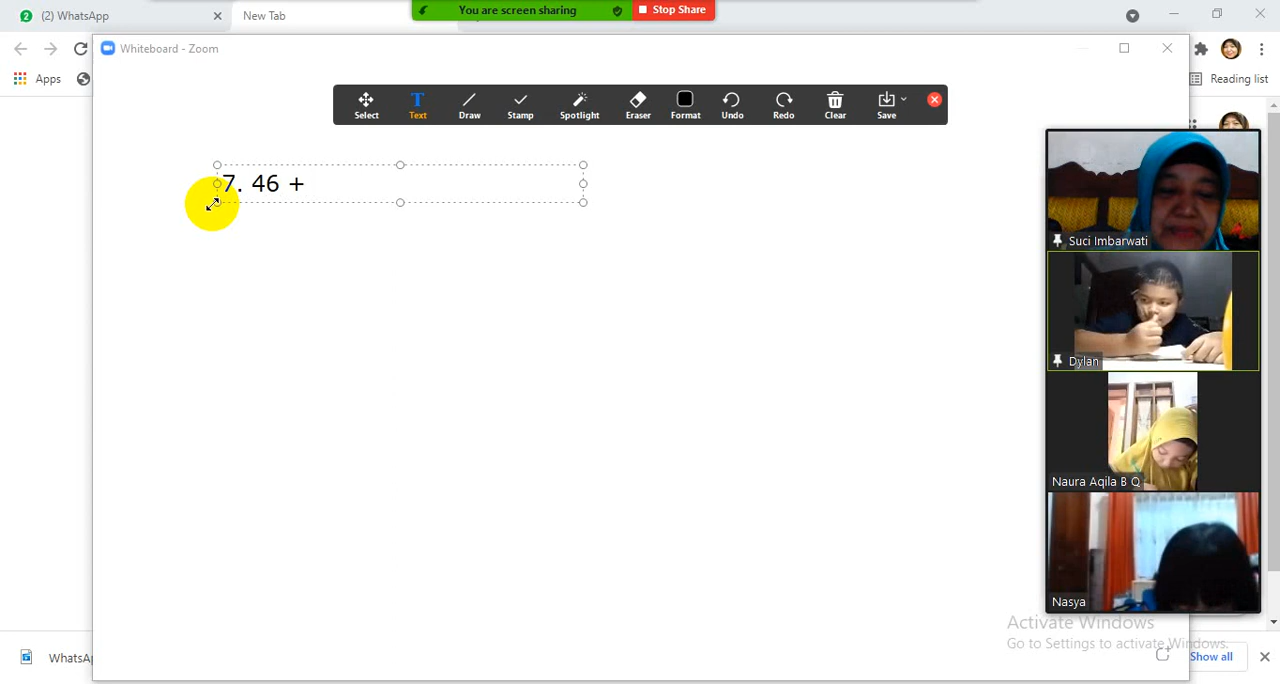 2 (2) WhatsApp
New Tab
You are screen sharing
Stop Share
Apps
Reading list
Whiteboard - Zoom
Select
T Text
Draw
Stamp
Spotlight
Eraser
Format
Undo
Redo
Clear
Save
7. 46 +
Suci Imbarwati
Dylan
Naura Aqila B Q
Nasya
Activate Windows
Go to Settings to activate Windows.
WhatsAp
Show all